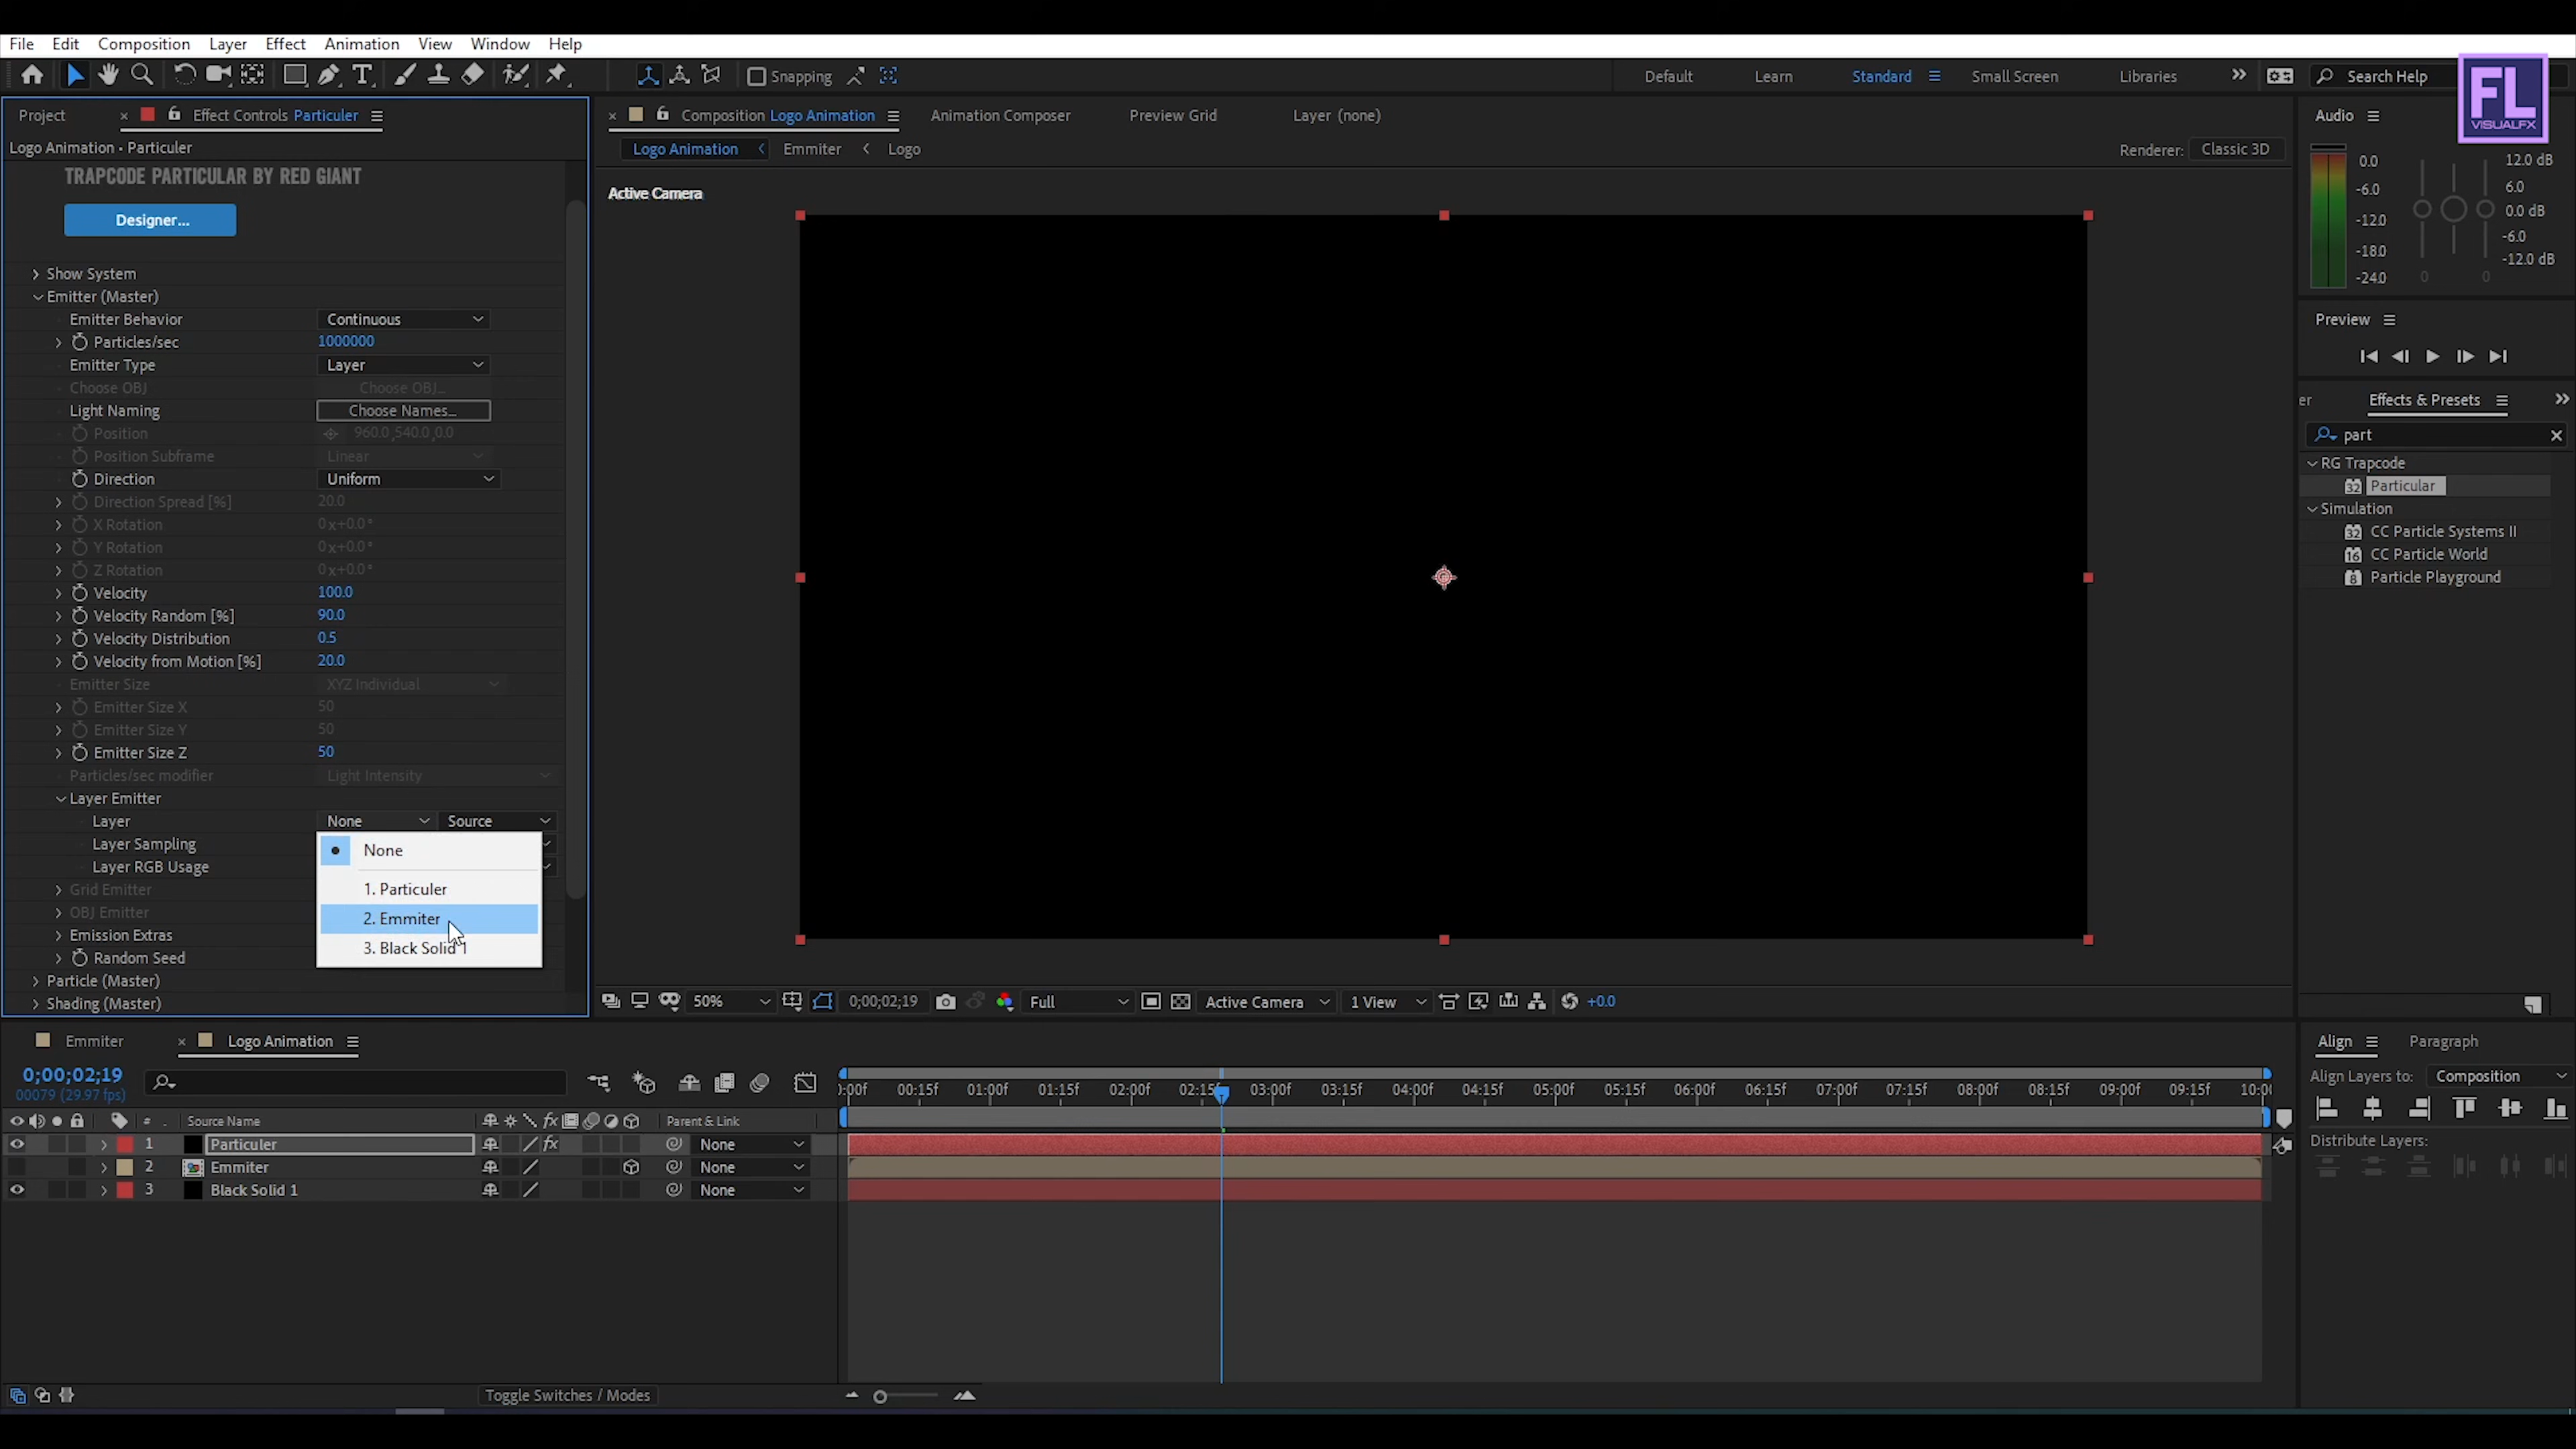 File Edit Composition Layer Effect Animation View Window Help
Snapping Default Learn Standard Small Screen Libraries Search Help
FL
VISUALFX
Project Effect Controls Particuler
Logo Animation • Particuler
TRAPCODE PARTICULAR BY RED GIANT
Designer...
Show System
Emitter (Master)
Emitter Behavior Continuous
Particles/sec 1000000
Emitter Type Layer
Choose OBJ Choose OBJ...
Light Naming Choose Names...
Position 960.0,540.0,0.0
Position Subframe Linear
Direction Uniform
Direction Spread [%] 20.0
X Rotation 0x+0.0°
Y Rotation 0x+0.0°
Z Rotation 0x+0.0°
Velocity 100.0
Velocity Random [%] 90.0
Velocity Distribution 0.5
Velocity from Motion [%] 20.0
Emitter Size XYZ Individual
Emitter Size X 50
Emitter Size Y 50
Emitter Size Z 50
Particles/sec modifier Light Intensity
Layer Emitter
Layer None Source
Layer Sampling
Layer RGB Usage
Grid Emitter
OBJ Emitter
Emission Extras
Random Seed
Particle (Master)
Shading (Master)
None
1. Particuler
2. Emmiter
3. Black Solid 1
Composition Logo Animation Animation Composer Preview Grid Layer (none)
Logo Animation Emmiter Logo
Renderer: Classic 3D
Active Camera
50% 0;00;02;19 Full Active Camera 1 View +0.0
Audio
0.0 12.0 dB
-6.0 6.0
-12.0 0.0 dB
-18.0 -6.0
-24.0 0 0 -12.0 dB
Preview
er Effects & Presets
part
RG Trapcode
32 Particular
Simulation
32 CC Particle Systems II
16 CC Particle World
8 Particle Playground
Emmiter Logo Animation
0;00;02;19
00079 (29.97 fps)
:00f 00:15f 01:00f 01:15f 02:00f 02:15f 03:00f 03:15f 04:00f 04:15f 05:00f 05:15f 06:00f 06:15f 07:00f 07:15f 08:00f 08:15f 09:00f 09:15f 10:0
# Source Name fx Parent & Link
1 Particuler fx None
2 Emmiter None
3 Black Solid 1 None
Toggle Switches / Modes
Align Paragraph
Align Layers to: Composition
Distribute Layers: